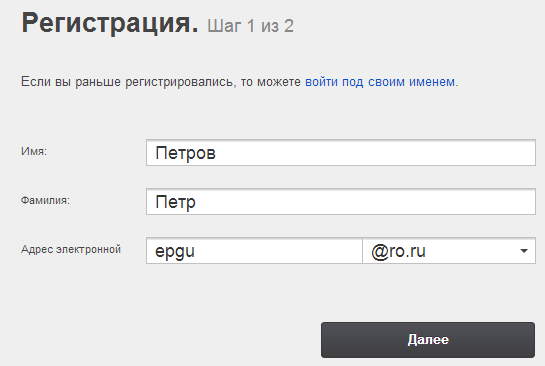 Регистрация. Шаг 1 из 2
Если вы раньше регистрировались, то можете войти под своим именем.
Имя: Петров
Фамилия: Петр
Адрес электронной epgu @ro.ru
Далее